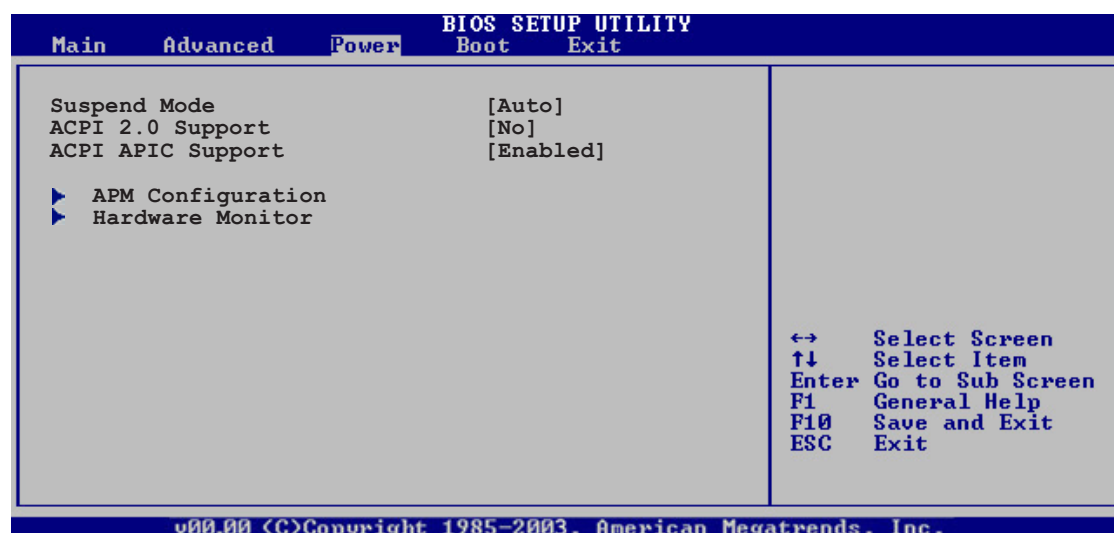 BIOS SETUP UTILITY
Main Advanced Power Boot Exit
Suspend Mode [Auto]
ACPI 2.0 Support [No]
ACPI APIC Support [Enabled]
APM Configuration
Hardware Monitor
←→ Select Screen
↑↓ Select Item
Enter Go to Sub Screen
F1 General Help
F10 Save and Exit
ESC Exit
v00.00 (C)Copyright 1985-2003, American Megatrends, Inc.